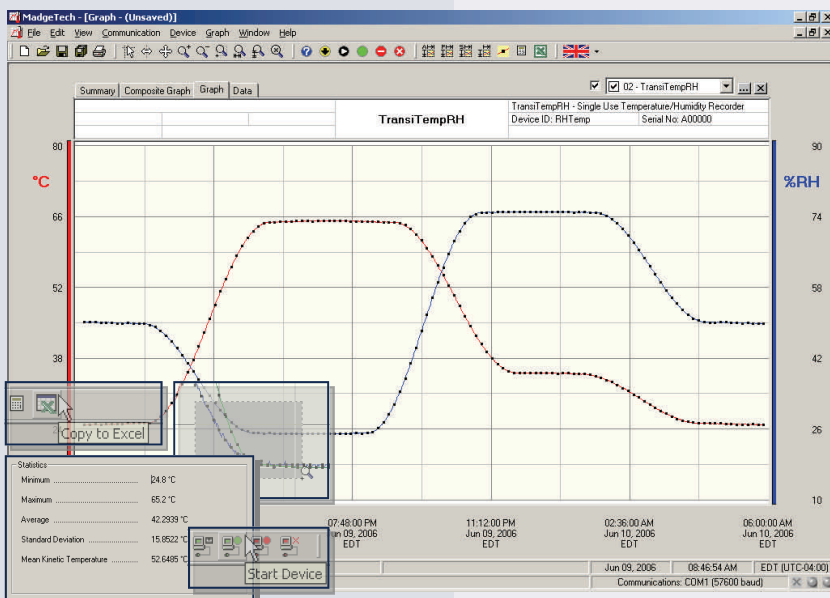 MadgeTech - [Graph - (Unsaved)]
File Edit View Communication Device Graph Window Help
Summary Composite Graph Graph Data
02 - TransiTempRH
TransiTempRH
TransiTempRH - Single Use Temperature/Humidity Recorder
Device ID: RHTemp Serial No: A00000
80
66
52
38
°C
90
74
58
42
26
10
%RH
Copy to Excel
Statistics
Minimum 24.8 °C
Maximum 65.2 °C
Average 42.2939 °C
Standard Deviation 15.8522 °C
Mean Kinetic Temperature 52.6485 °C
Start Device
07:48:00 PM
Jun 09, 2006
EDT
11:12:00 PM
Jun 09, 2006
EDT
02:36:00 AM
Jun 10, 2006
EDT
06:00:00 AM
Jun 10, 2006
EDT
Jun 09, 2006 08:46:54 AM EDT (UTC-04:00)
Communications: COM1 (57600 baud)